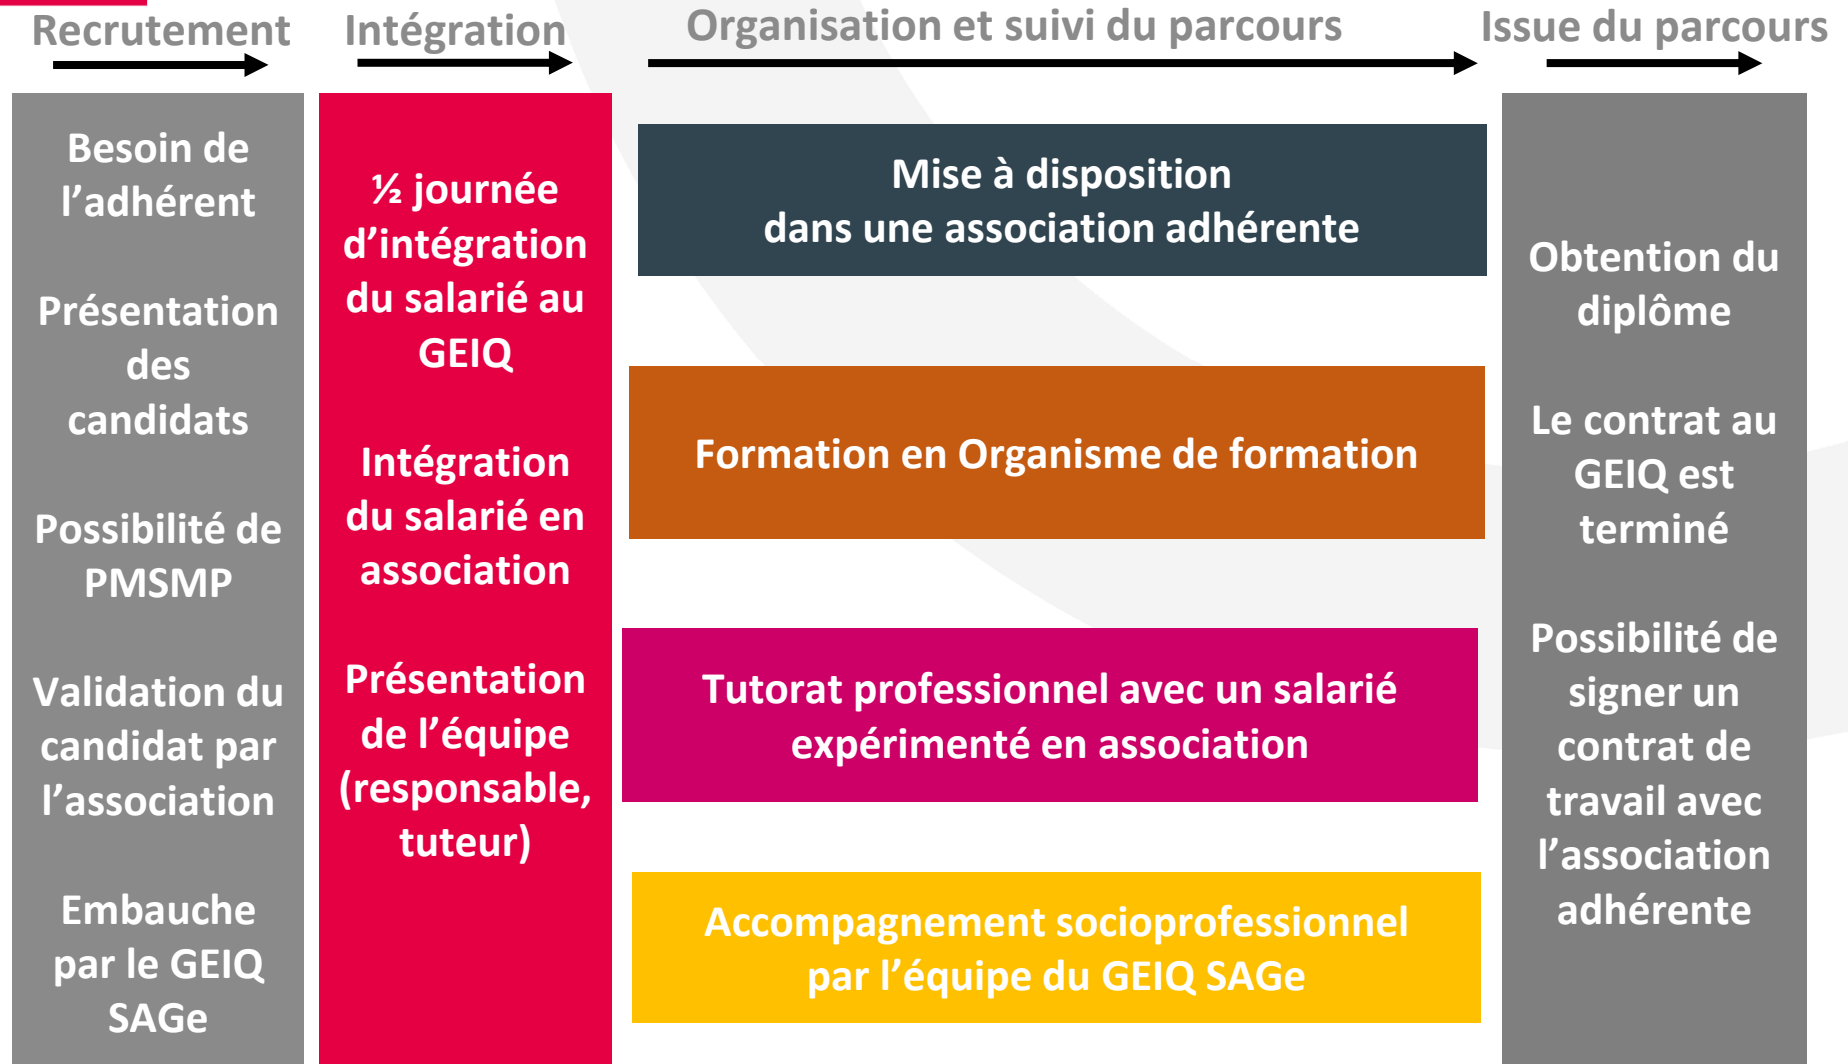 Recrutement
Intégration
Organisation et suivi du parcours
Issue du parcours
Besoin de
l’adhérent
Présentation
des
candidats
Possibilité de
PMSMP
Validation du
candidat par
l’association
Embauche
par le GEIQ
SAGe
½ journée
d’intégration
du salarié au
GEIQ
Intégration
du salarié en
association
Présentation
de l’équipe
(responsable,
tuteur)
Mise à disposition
dans une association adhérente
Formation en Organisme de formation
Tutorat professionnel avec un salarié
expérimenté en association
Accompagnement socioprofessionnel
par l’équipe du GEIQ SAGe
Obtention du
diplôme
Le contrat au
GEIQ est
terminé
Possibilité de
signer un
contrat de
travail avec
l’association
adhérente